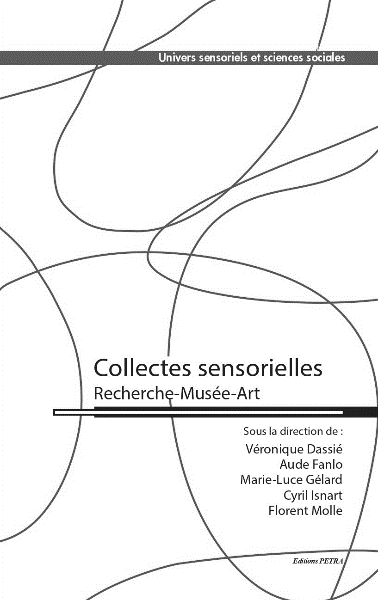 Univers sensoriels et sciences sociales
Collectes sensorielles
Recherche-Musée-Art
Sous la direction de :
Véronique Dassié
Aude Fanlo
Marie-Luce Gélard
Cyril Isnart
Florent Molle
Editions PETRA